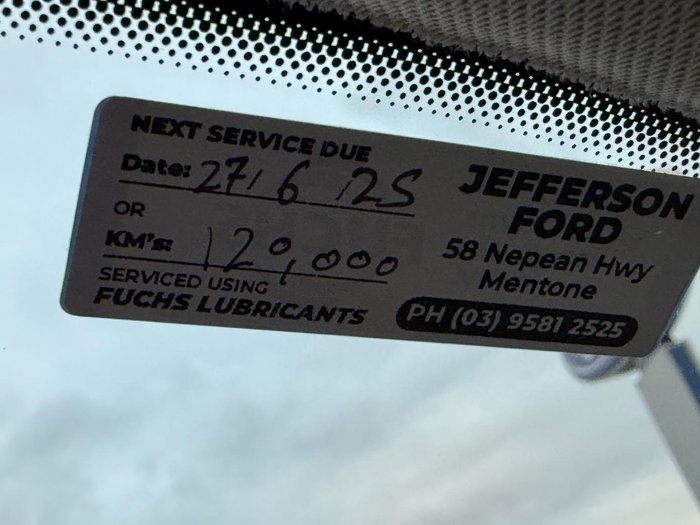 NEXT SERVICE DUE
Date: 27/6/25
OR
KM's: 120,000
SERVICED USING
FUCHS LUBRICANTS
JEFFERSON
FORD
58 Nepean Hwy
Mentone
PH (03) 9581 2525